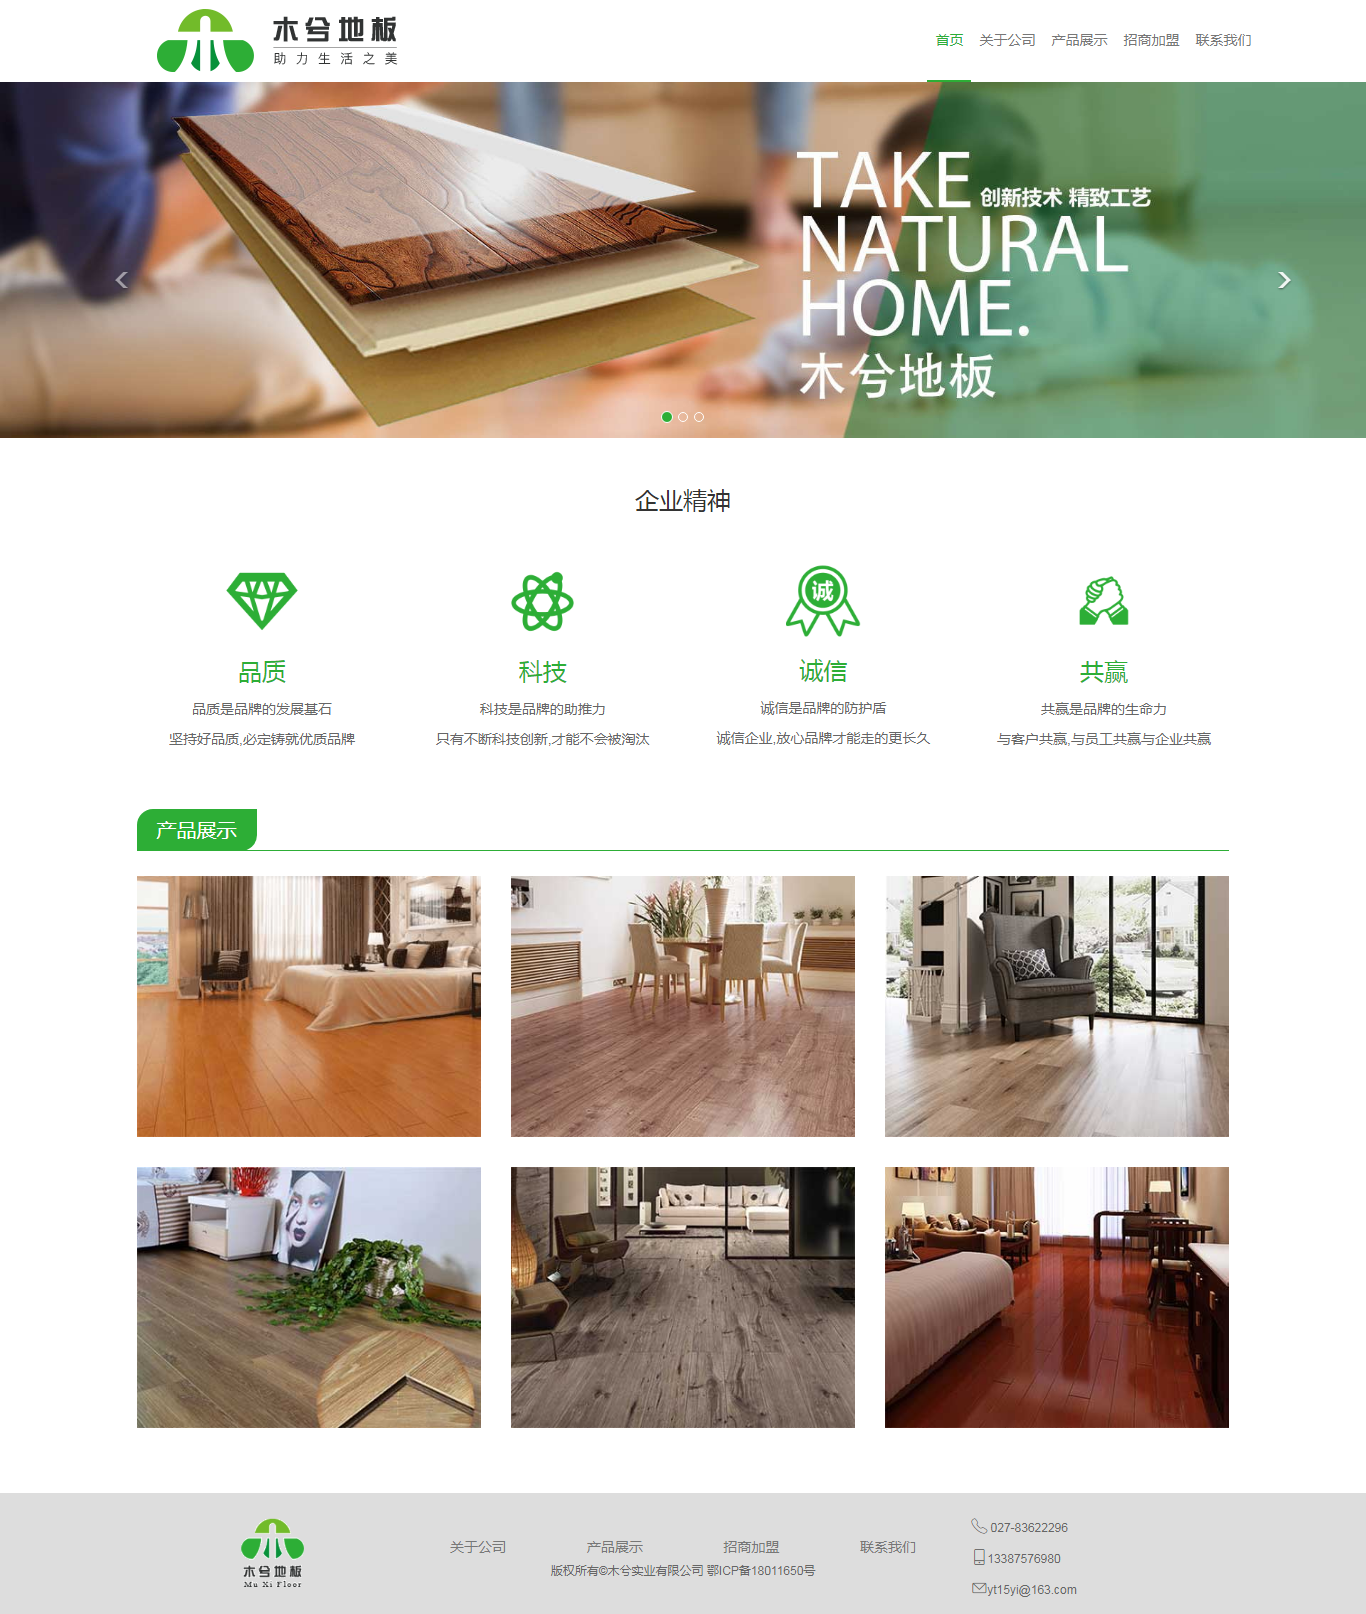 木兮地板
助力生活之美
首页 关于公司 产品展示 招商加盟 联系我们
TAKE 创新技术 精致工艺
NATURAL
HOME.
木兮地板
企业精神
诚
品质 科技 诚信 共赢
品质是品牌的发展基石 科技是品牌的助推力 诚信是品牌的防护盾 共赢是品牌的生命力
坚持好品质,必定铸就优质品牌 只有不断科技创新,才能不会被淘汰 诚信企业,放心品牌才能走的更长久 与客户共赢,与员工共赢与企业共赢
产品展示
木兮地板
Mu Xi Floor
关于公司 产品展示 招商加盟 联系我们
版权所有©木兮实业有限公司 鄂ICP备18011650号
027-83622296
13387576980
yt15yi@163.com